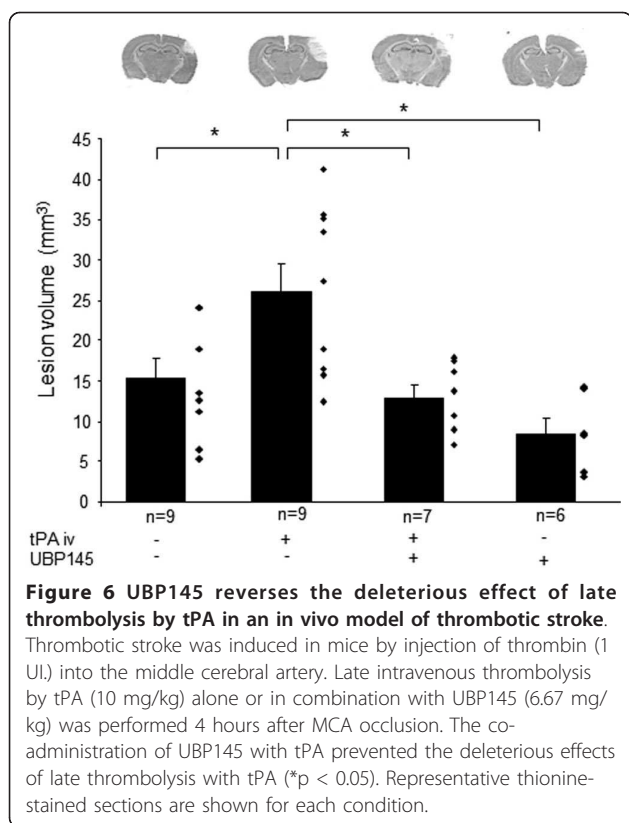 *
* *
Lesion volume (mm³)
45
40
35
30
25
20
15
10
5
0
n=9 n=9 n=7 n=6
tPA iv - + + -
UBP145 - - + +
Figure 6 UBP145 reverses the deleterious effect of late
thrombolysis by tPA in an in vivo model of thrombotic stroke.
Thrombotic stroke was induced in mice by injection of thrombin (1
UI.) into the middle cerebral artery. Late intravenous thrombolysis
by tPA (10 mg/kg) alone or in combination with UBP145 (6.67 mg/
kg) was performed 4 hours after MCA occlusion. The co-
administration of UBP145 with tPA prevented the deleterious effects
of late thrombolysis with tPA (*p < 0.05). Representative thionine-
stained sections are shown for each condition.